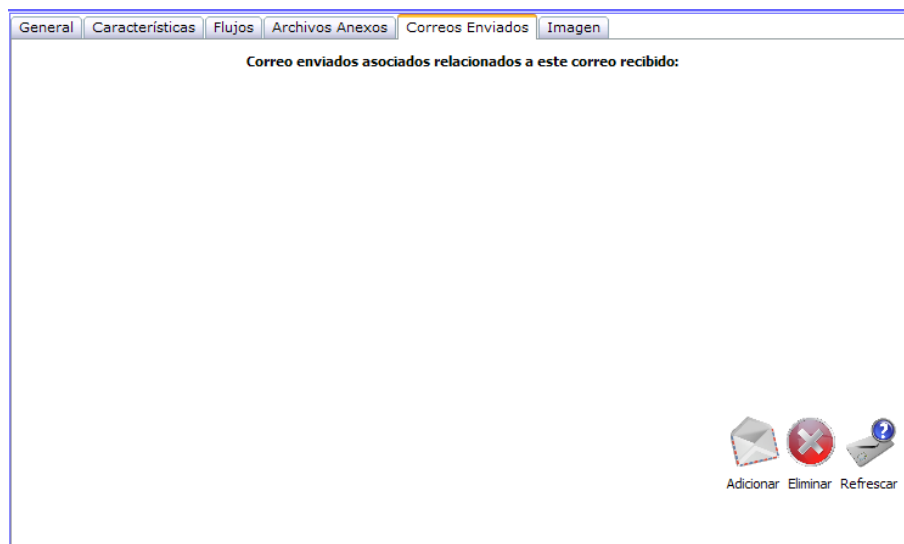 General Características Flujos Archivos Anexos Correos Enviados Imagen
Correo enviados asociados relacionados a este correo recibido:
Adicionar Eliminar Refrescar